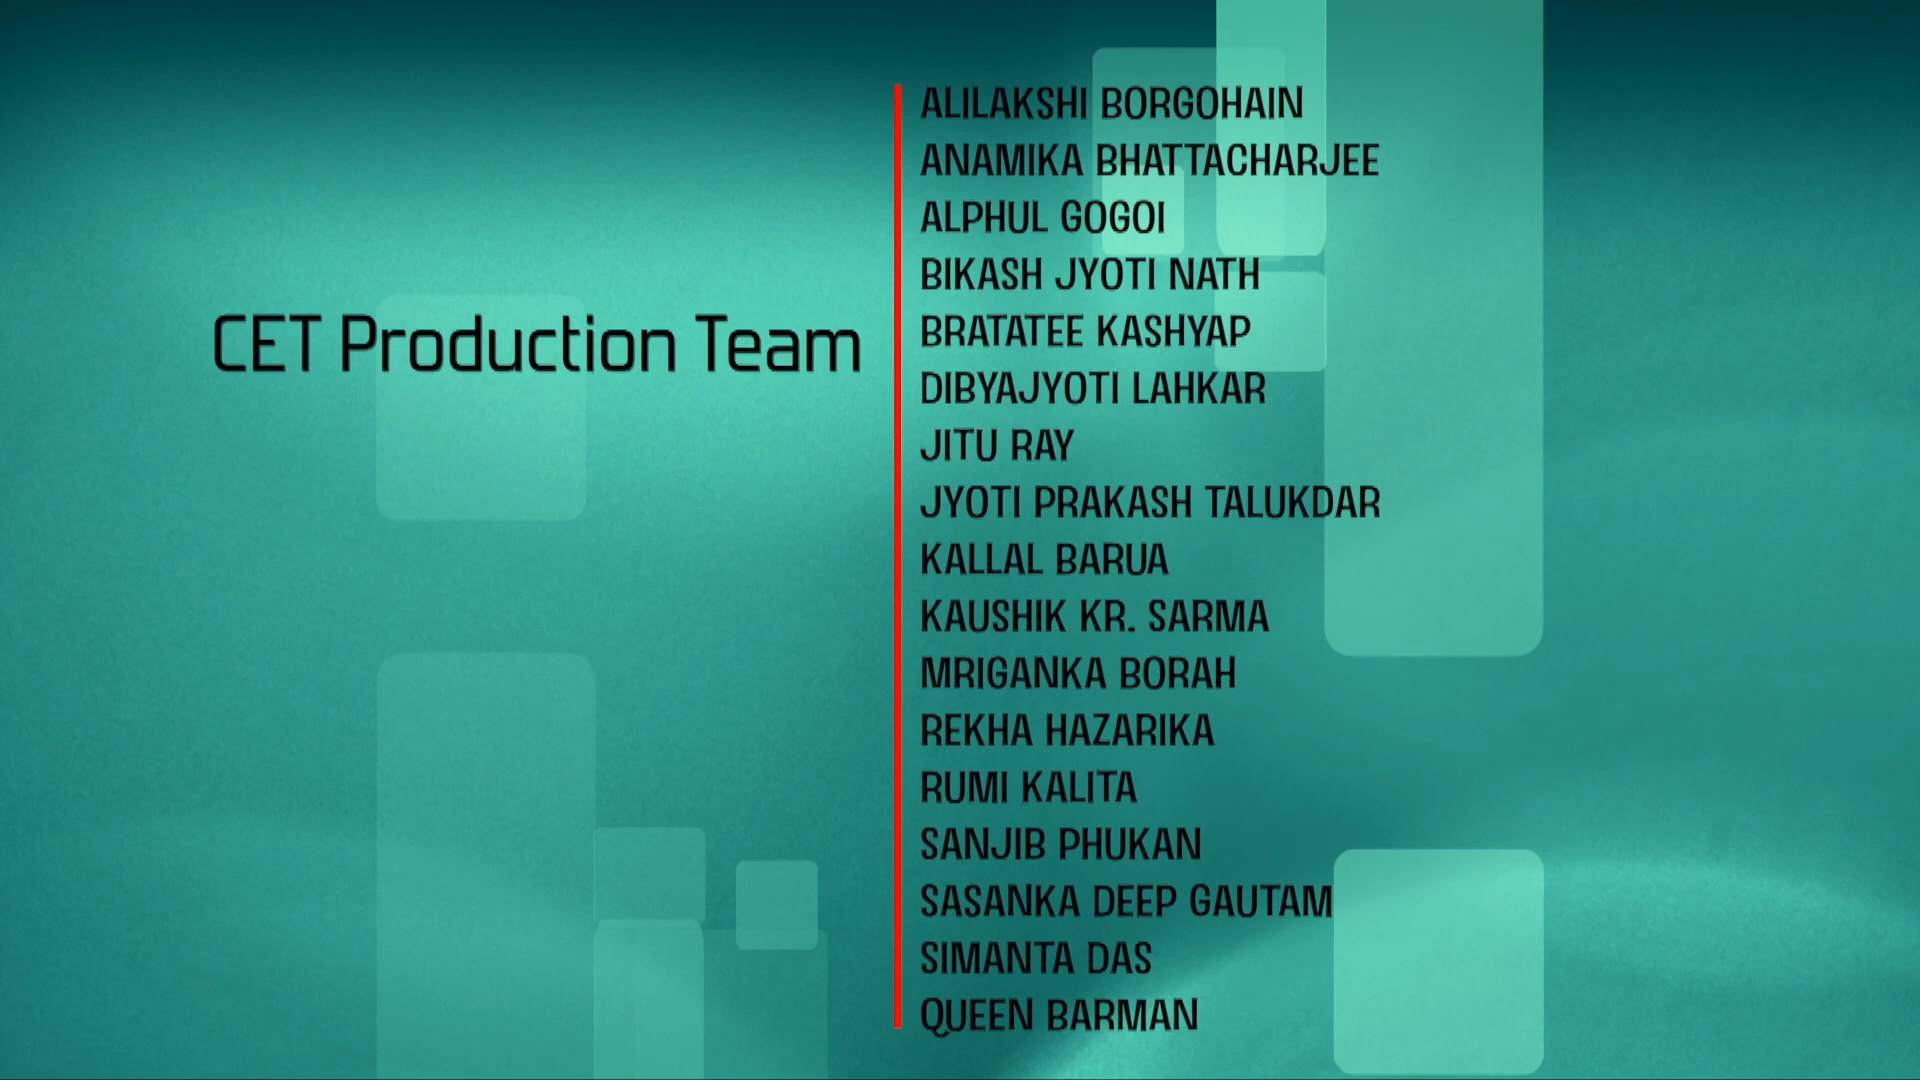 CET Production Team
ALILAKSHI BORGOHAIN
ANAMIKA BHATTACHARJEE
ALPHUL GOGOI
BIKASH JYOTI NATH
BRATATEE KASHYAP
DIBYAJYOTI LAHKAR
JITU RAY
JYOTI PRAKASH TALUKDAR
KALLAL BARUA
KAUSHIK KR. SARMA
MRIGANKA BORAH
REKHA HAZARIKA
RUMI KALITA
SANJIB PHUKAN
SASANKA DEEP GAUTAM
SIMANTA DAS
QUEEN BARMAN